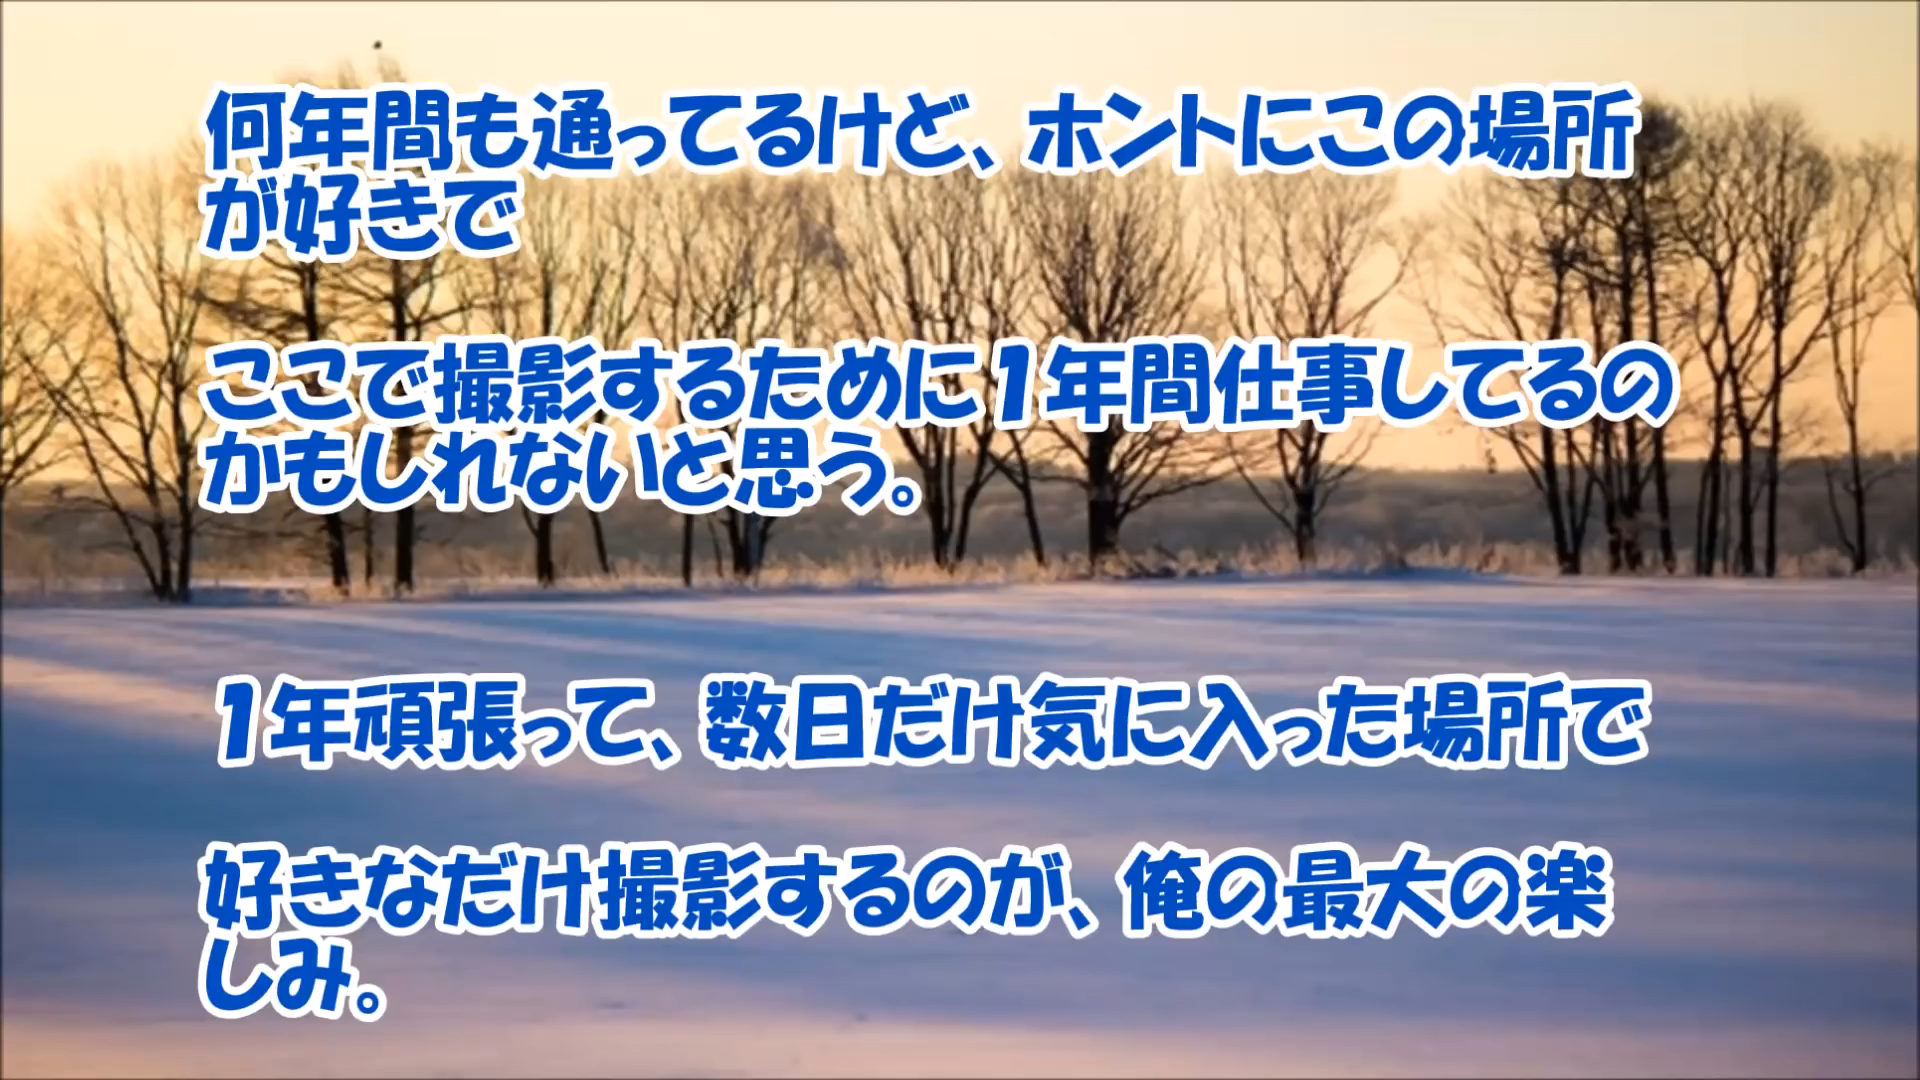 何年間も通ってるけど、ホントにこの場所
が好きで
ここで撮影するために1年間仕事してるの
かもしれないと思う。
1年頑張って、数日だけ気に入った場所で
好きなだけ撮影するのが、俺の最大の楽
しみ。